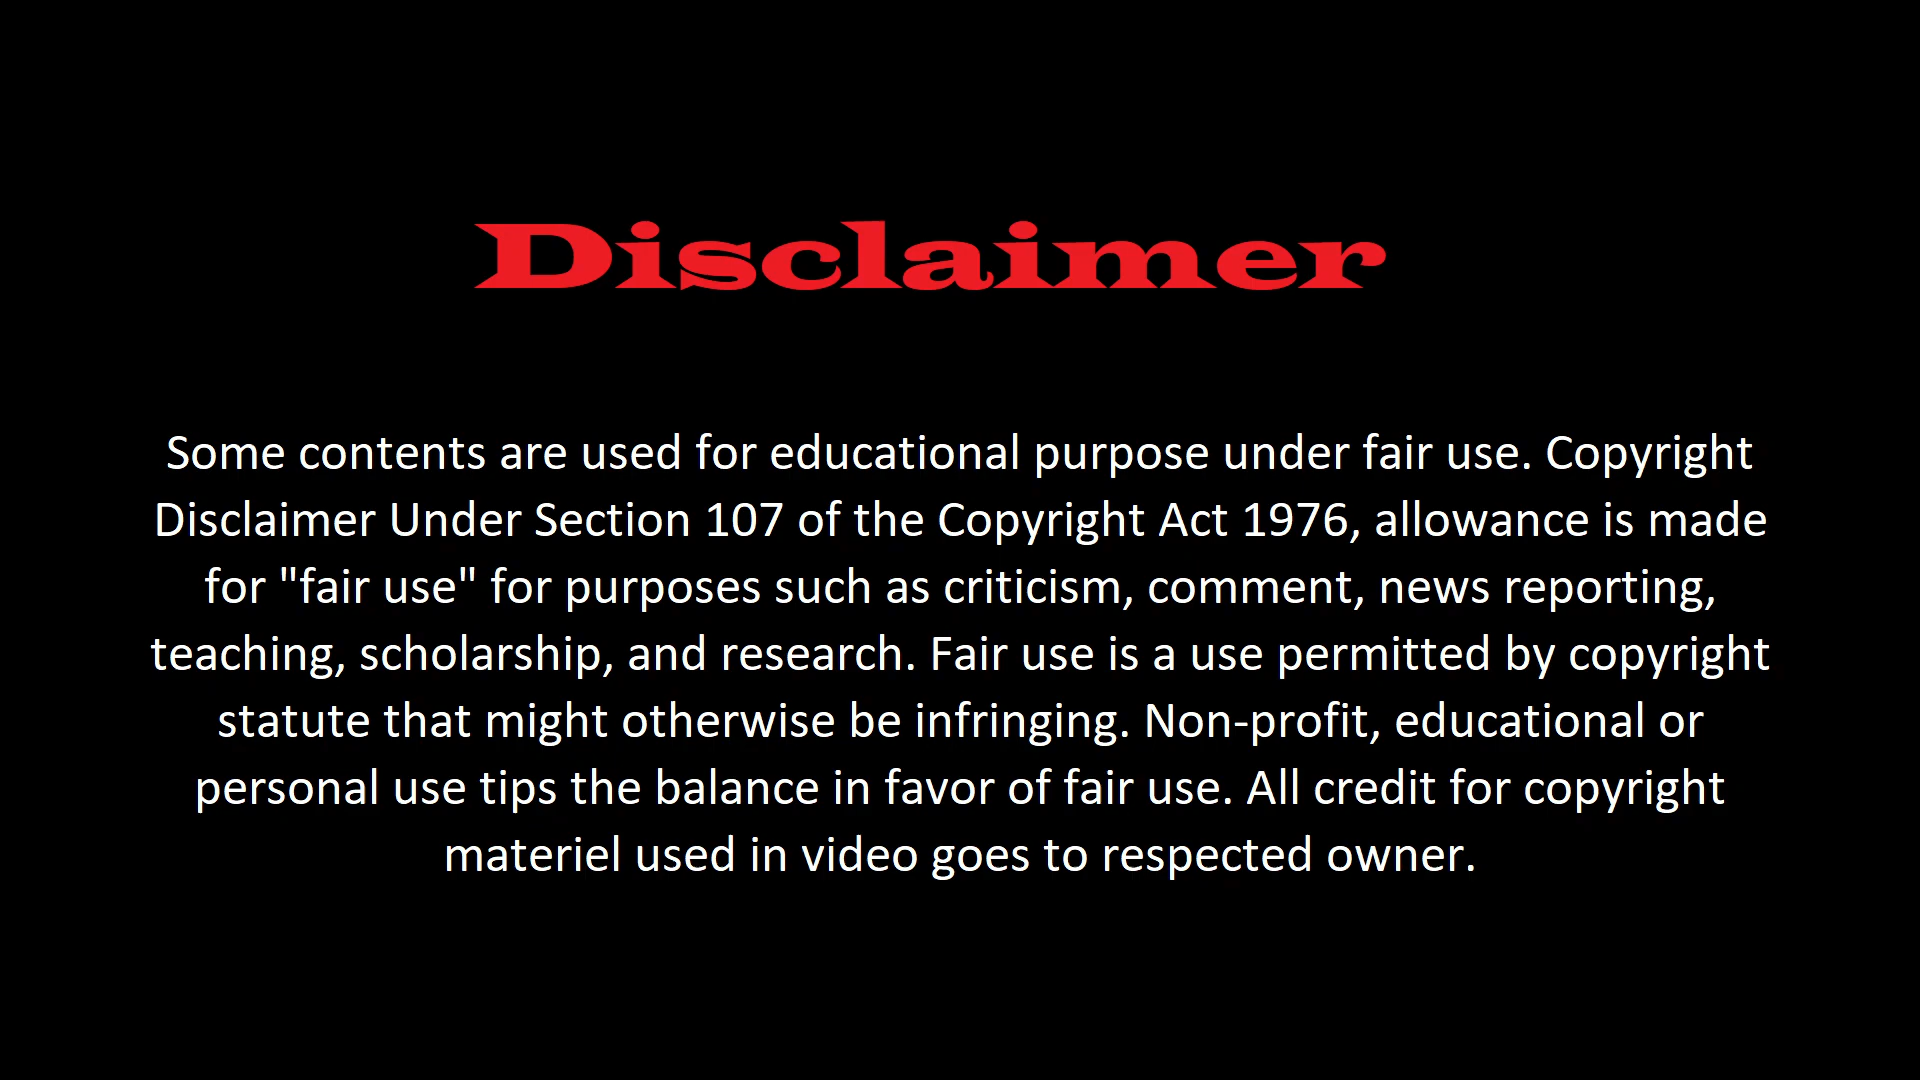 Disclaimer
Some contents are used for educational purpose under fair use. Copyright
Disclaimer Under Section 107 of the Copyright Act 1976, allowance is made
for "fair use" for purposes such as criticism, comment, news reporting,
teaching, scholarship, and research. Fair use is a use permitted by copyright
statute that might otherwise be infringing. Non-profit, educational or
personal use tips the balance in favor of fair use. All credit for copyright
materiel used in video goes to respected owner.